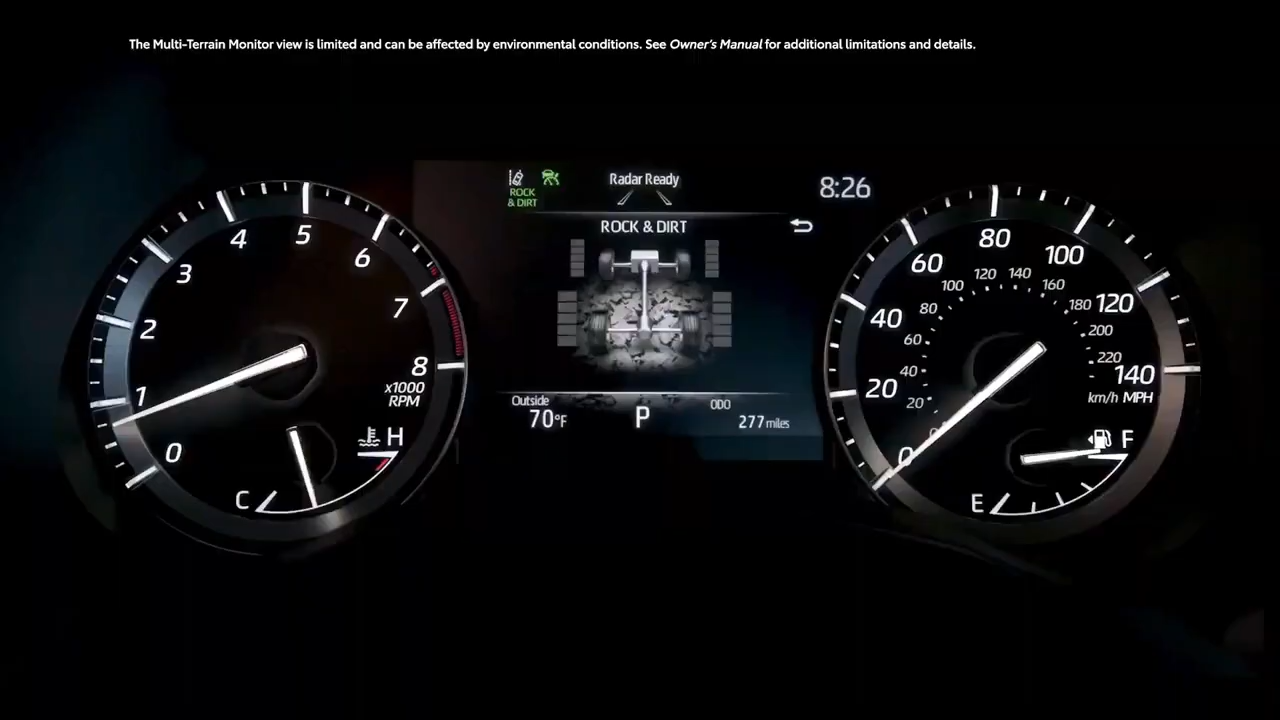 The Multi-Terrain Monitor view is limited and can be affected by environmental conditions. See Owner's Manual for additional limitations and details.
ROCK
& DIRT
Radar Ready
8:26
ROCK & DIRT
Outside
70°F
P
ODO
277 miles
0
1
2
3
4
5
6
7
8
x1000
RPM
C
H
0
20
40
60
80
100
120
140
km/h MPH
0
20
40
60
80
100
120
140
160
180
200
220
E
F